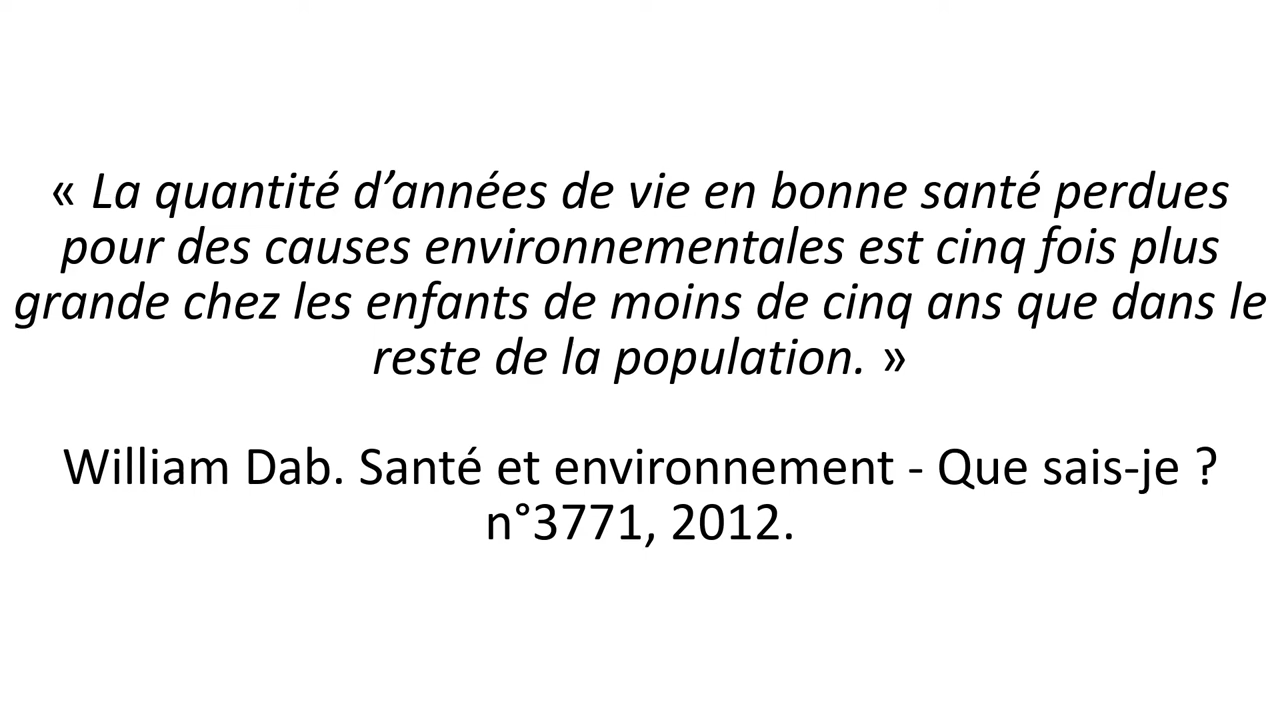 « La quantité d’années de vie en bonne santé perdues
pour des causes environnementales est cinq fois plus
grande chez les enfants de moins de cinq ans que dans le
reste de la population. »
William Dab. Santé et environnement - Que sais-je ?
n°3771, 2012.